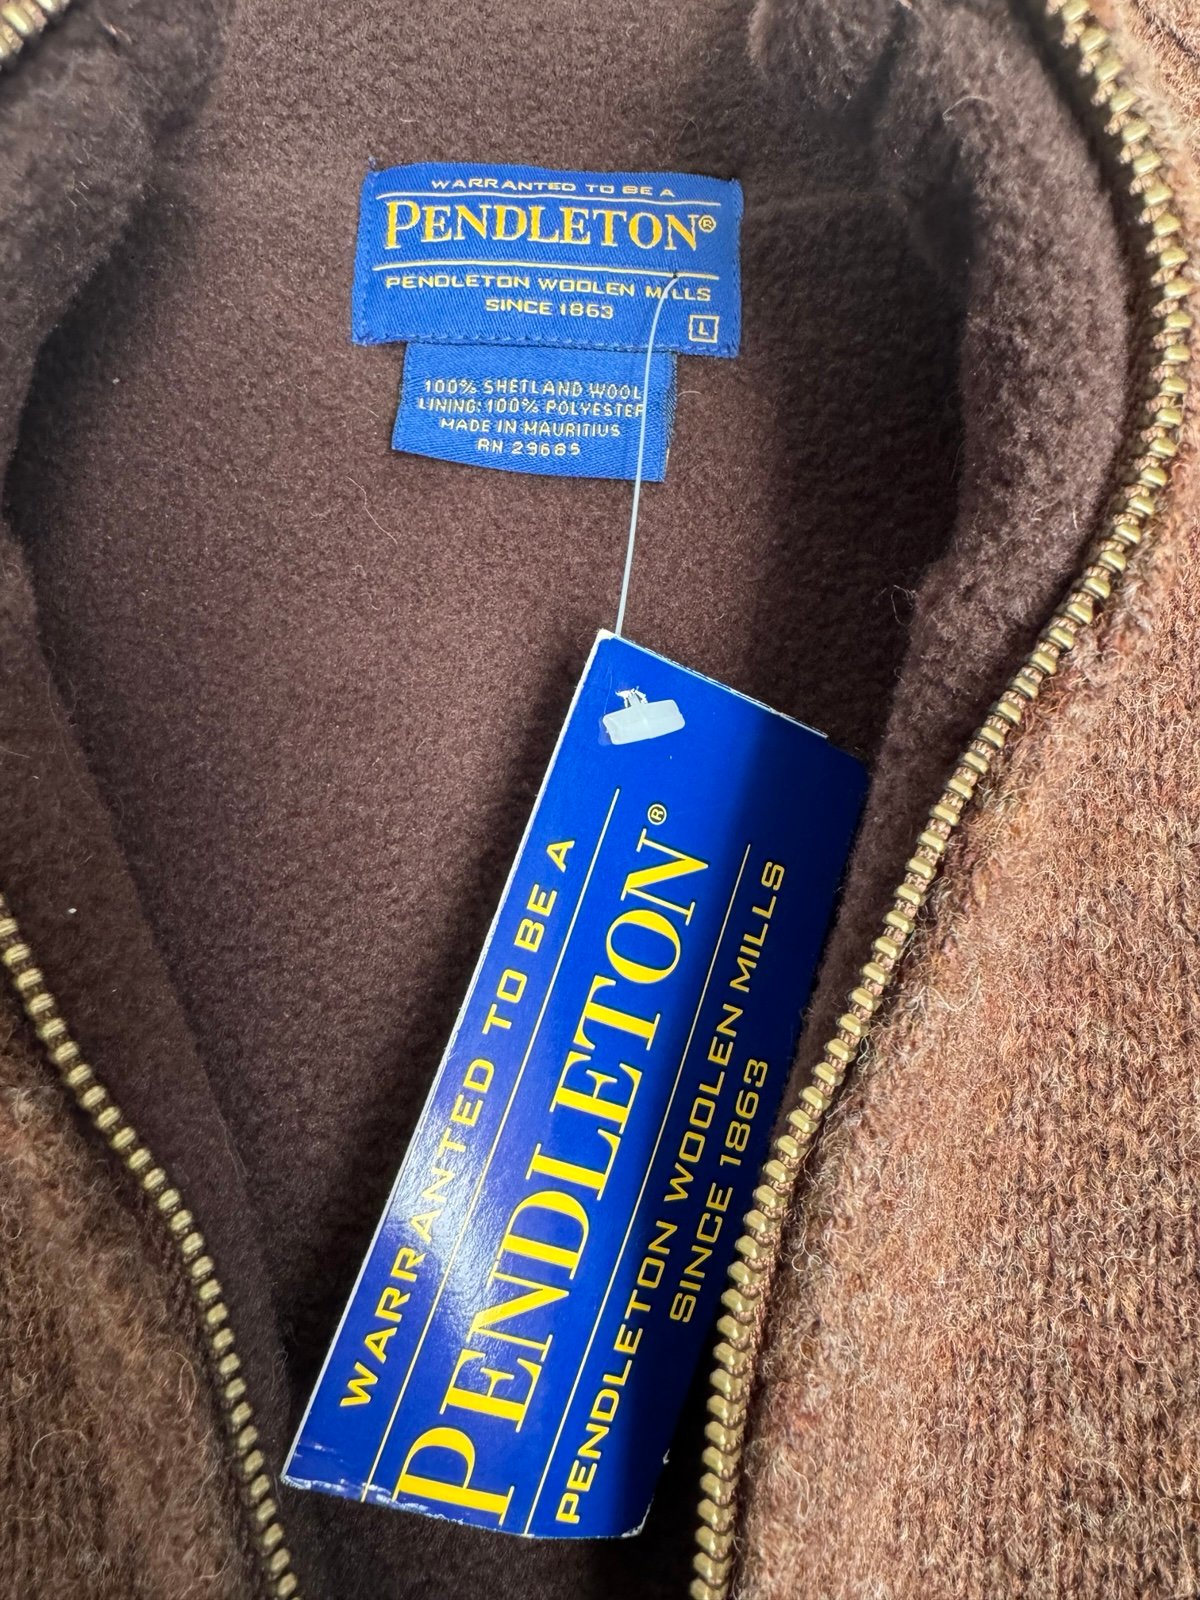 WARRANTED TO BE A
PENDLETON®
PENDLETON WOOLEN MILLS
SINCE 1863
L
100% SHETLAND WOOL
LINING: 100% POLYESTER
MADE IN MAURITIUS
RN 29685
WARRANTED TO BE A
PENDLETON®
PENDLETON WOOLEN MILLS
SINCE 1863